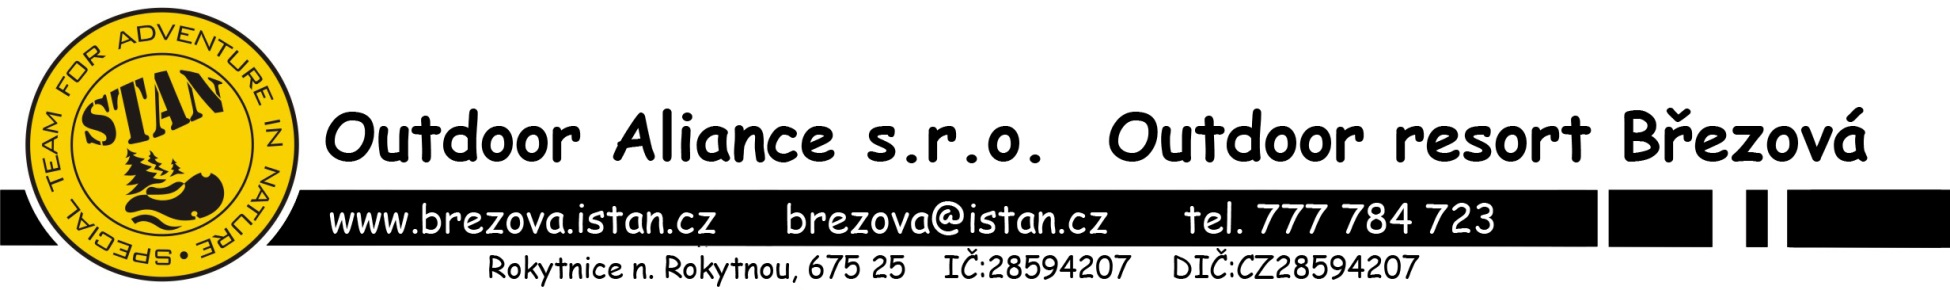 SPECIAL TEAM FOR ADVENTURE IN NATURE •
STAN
Outdoor Aliance s.r.o. Outdoor resort Březová
www.brezova.istan.cz brezova@istan.cz tel. 777 784 723
Rokytnice n. Rokytnou, 675 25 IČ:28594207 DIČ:CZ28594207